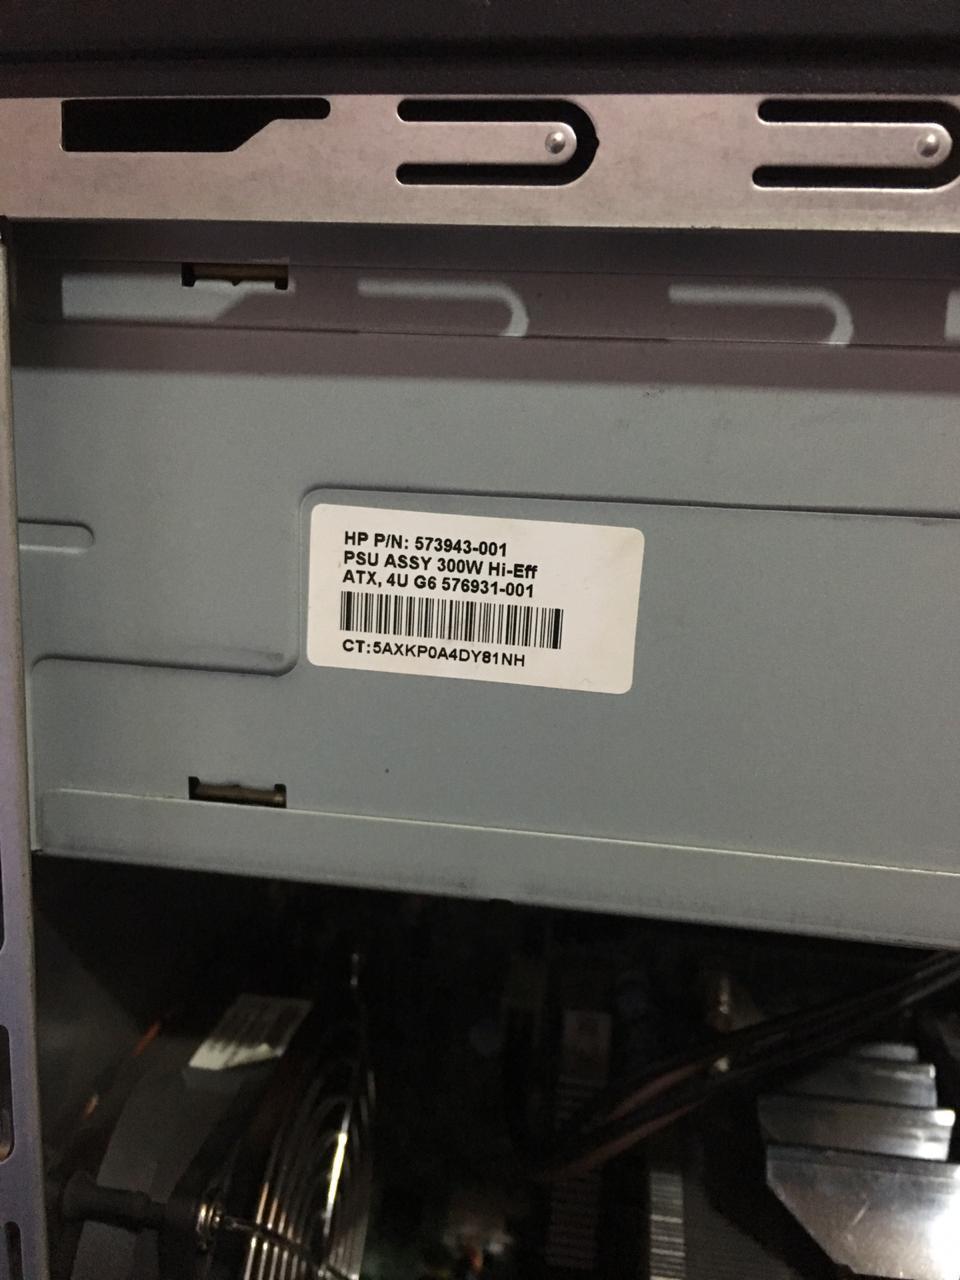 HP P/N: 573943-001
PSU ASSY 300W Hi-Eff
ATX, 4U G6 576931-001
CT:5AXKP0A4DY81NH